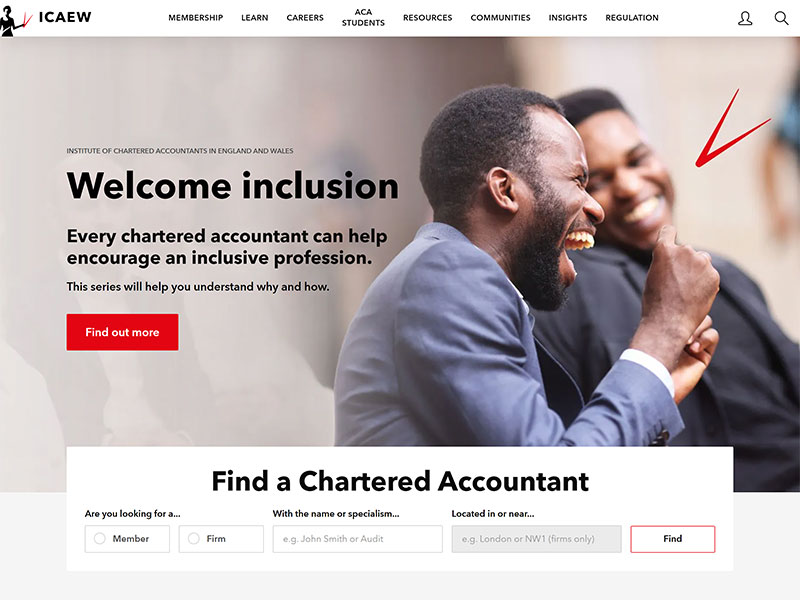 ICAEW
MEMBERSHIP
LEARN
CAREERS
ACA
STUDENTS
RESOURCES
COMMUNITIES
INSIGHTS
REGULATION
INSTITUTE OF CHARTERED ACCOUNTANTS IN ENGLAND AND WALES
Welcome inclusion
Every chartered accountant can help
encourage an inclusive profession.
This series will help you understand why and how.
Find out more
Find a Chartered Accountant
Are you looking for a...
Member
Firm
With the name or specialism...
e.g. John Smith or Audit
Located in or near...
e.g. London or NW1 (firms only)
Find